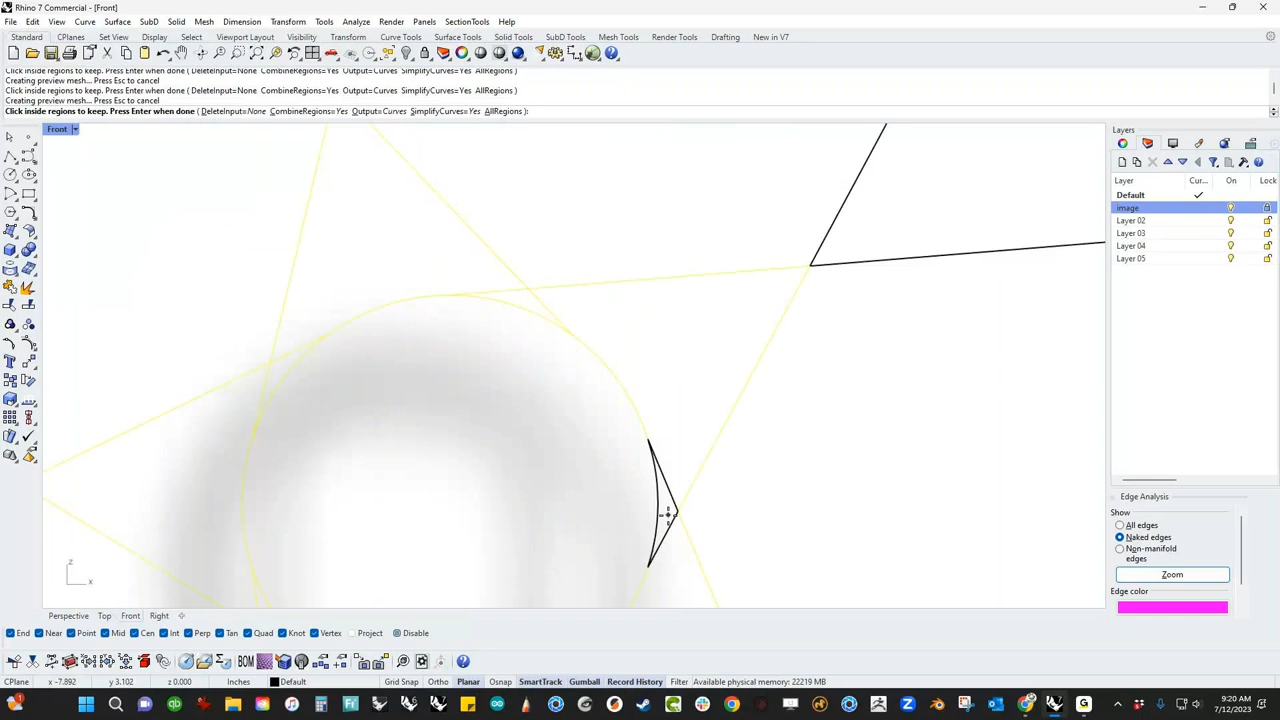 Rhino 7 Commercial - [Front]
File Edit View Curve Surface SubD Solid Mesh Dimension Transform Tools Analyze Render Panels SectionTools Help
Standard CPlanes Set View Display Select Viewport Layout Visibility Transform Curve Tools Surface Tools Solid Tools SubD Tools Mesh Tools Render Tools Drafting New in V7
Click inside regions to keep. Press Enter when done ( DeleteInput=None CombineRegions=Yes Output=Curves SimplifyCurves=Yes AllRegions )
Creating preview mesh... Press Esc to cancel
Click inside regions to keep. Press Enter when done ( DeleteInput=None CombineRegions=Yes Output=Curves SimplifyCurves=Yes AllRegions )
Creating preview mesh... Press Esc to cancel
Click inside regions to keep. Press Enter when done ( DeleteInput=None CombineRegions=Yes Output=Curves SimplifyCurves=Yes AllRegions ):
Front
Layers
Layer Cur... On Lock
Default
image
Layer 02
Layer 03
Layer 04
Layer 05
Edge Analysis
Show
All edges
Naked edges
Non-manifold
edges
Zoom
Edge color
z
x
Perspective Top Front Right
End Near Point Mid Cen Int Perp Tan Quad Knot Vertex Project Disable
BOM
CPlane x -7.892 y 3.102 z 0.000 Inches Default Grid Snap Ortho Planar Osnap SmartTrack Gumball Record History Filter Available physical memory: 22219 MB
9:20 AM
7/12/2023